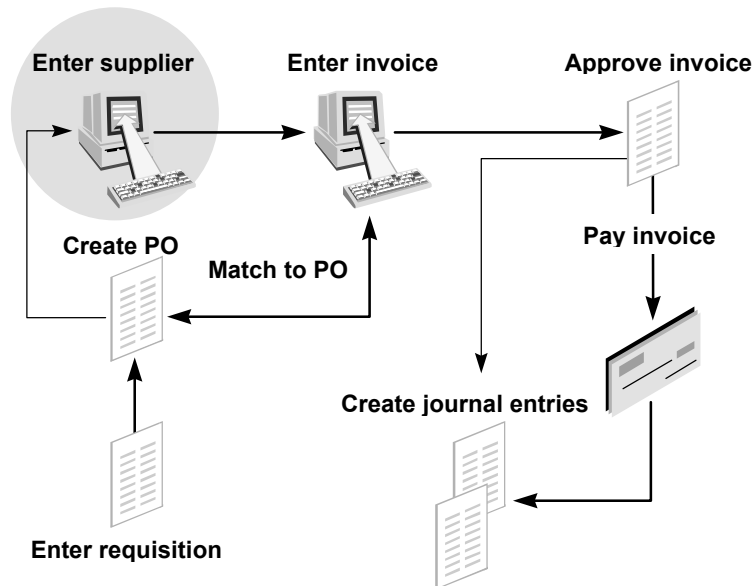 Enter supplier
Enter invoice
Approve invoice
Create PO
Match to PO
Pay invoice
Create journal entries
Enter requisition